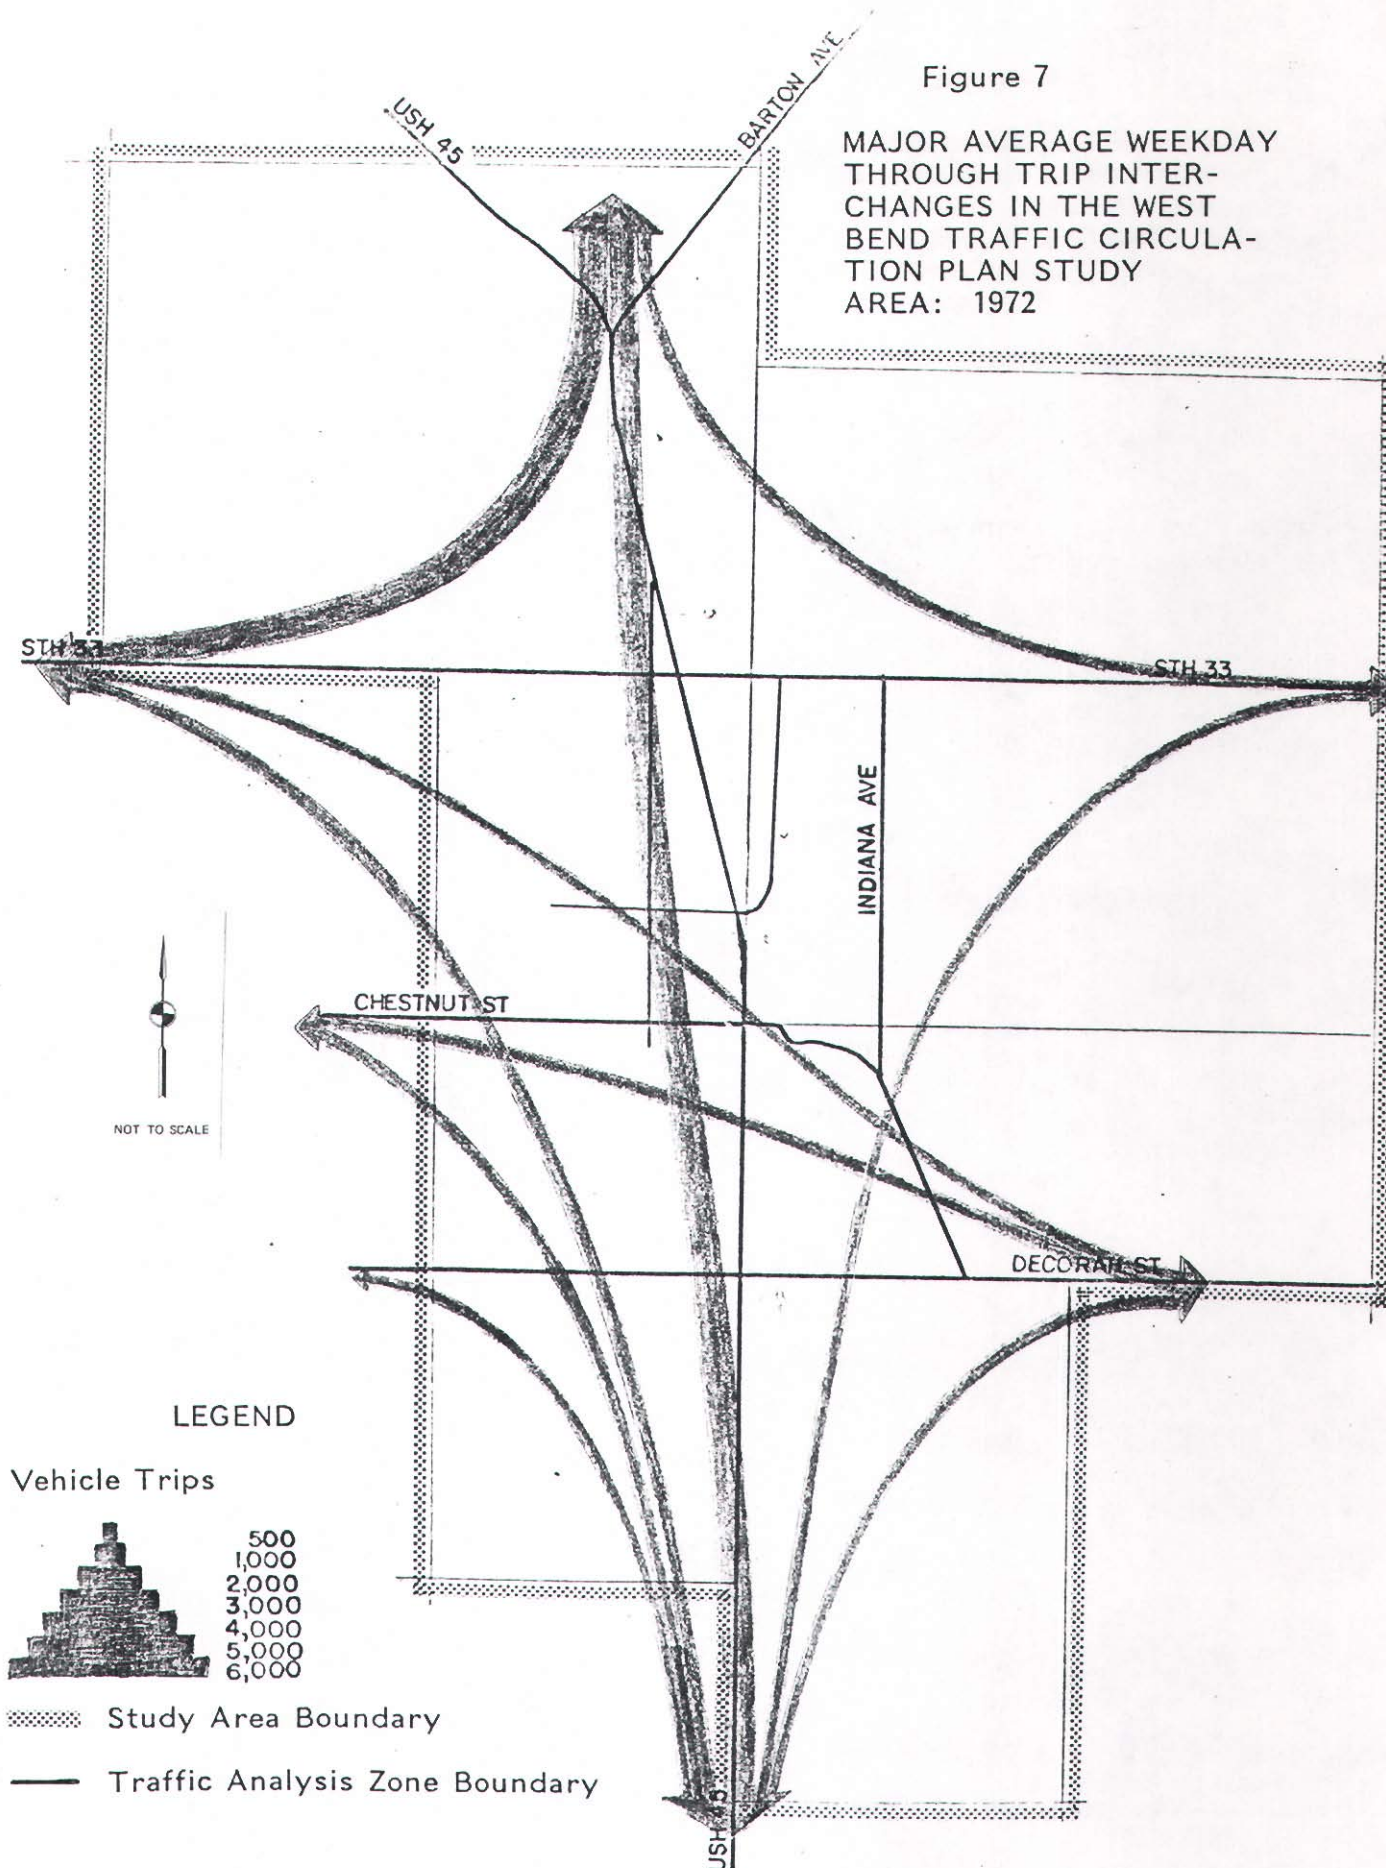 Figure 7
MAJOR AVERAGE WEEKDAY
THROUGH TRIP INTER-
CHANGES IN THE WEST
BEND TRAFFIC CIRCULA-
TION PLAN STUDY
AREA: 1972
USH 45
BARTON AVE
STH 33
STH 33
INDIANA AVE
CHESTNUT ST
NOT TO SCALE
DECORAH ST
LEGEND
Vehicle Trips
500
1,000
2,000
3,000
4,000
5,000
6,000
Study Area Boundary
Traffic Analysis Zone Boundary
USH 45